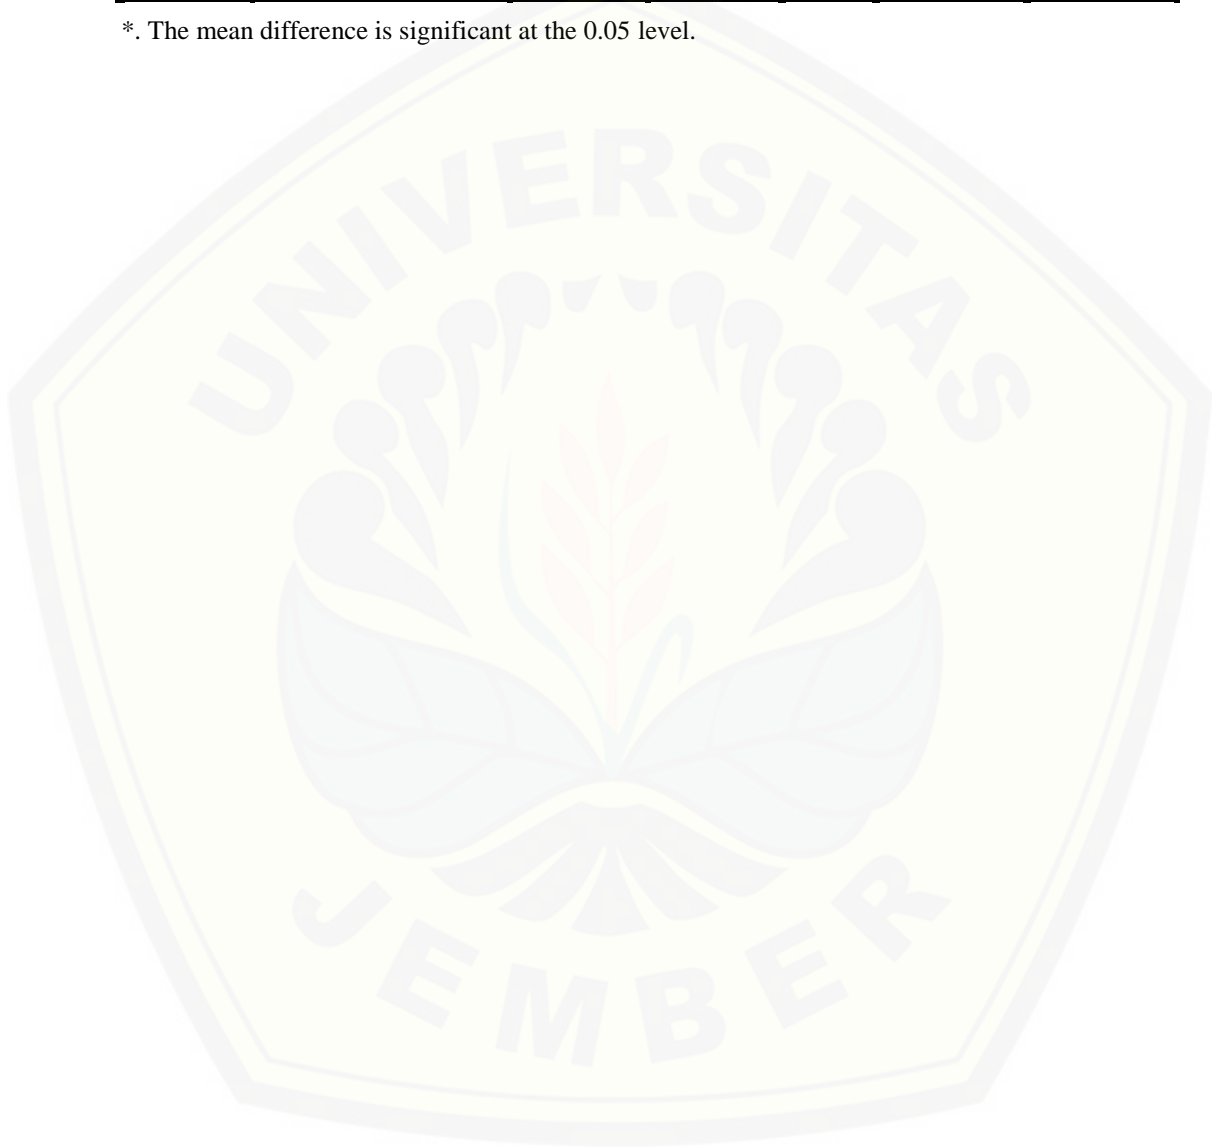 *. The mean difference is significant at the 0.05 level.
UNIVERSITAS
JEMBER